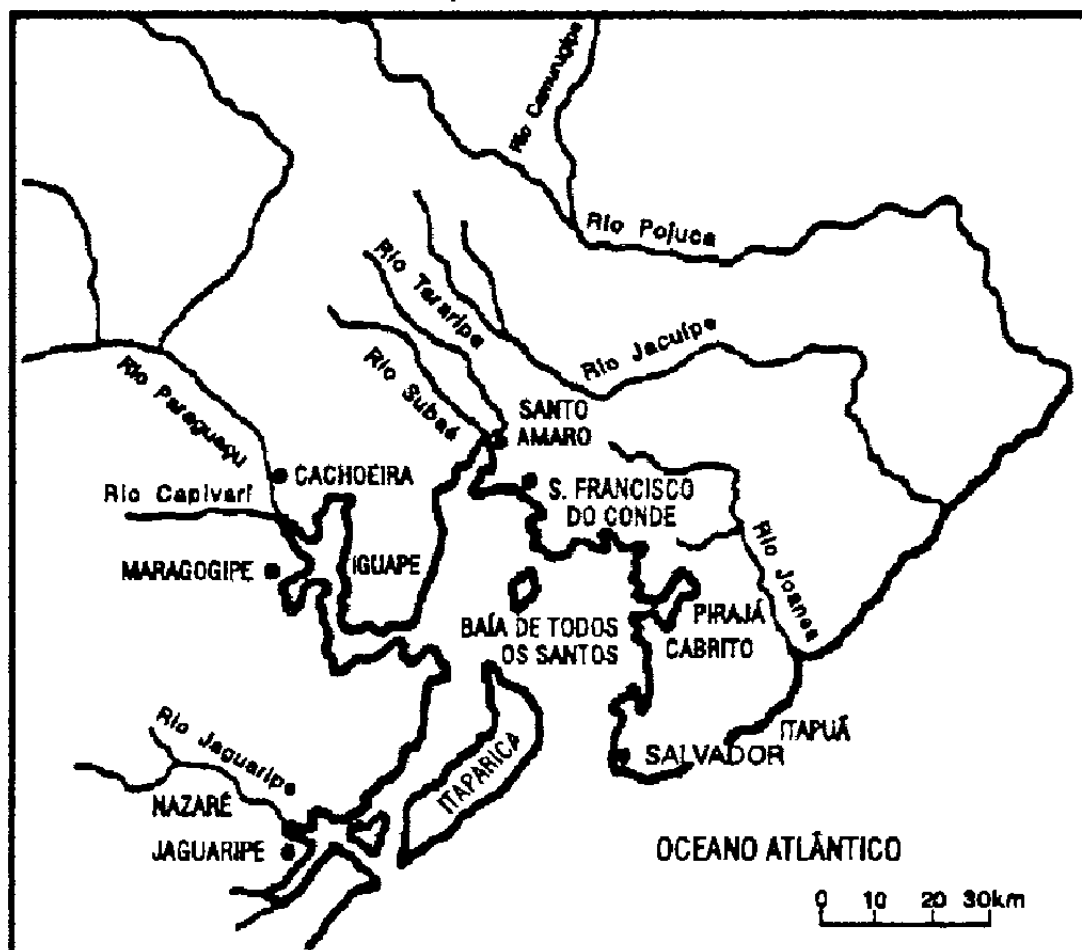 Rio Camurugipe
Rio Pojuca
Rio Tararipe
Rio Jacuípe
Rio Subaé
SANTO
AMARO
Rio Paraguaçu
CACHOEIRA
S. FRANCISCO
DO CONDE
Rio Capivari
MARAGOGIPE
IGUAPE
Rio Joanes
PIRAJÁ
BAÍA DE TODOS
OS SANTOS
CABRITO
ITAPUÃ
SALVADOR
ITAPARICA
Rio Jaguaripe
NAZARÉ
JAGUARIPE
OCEANO ATLÂNTICO
0 10 20 30km